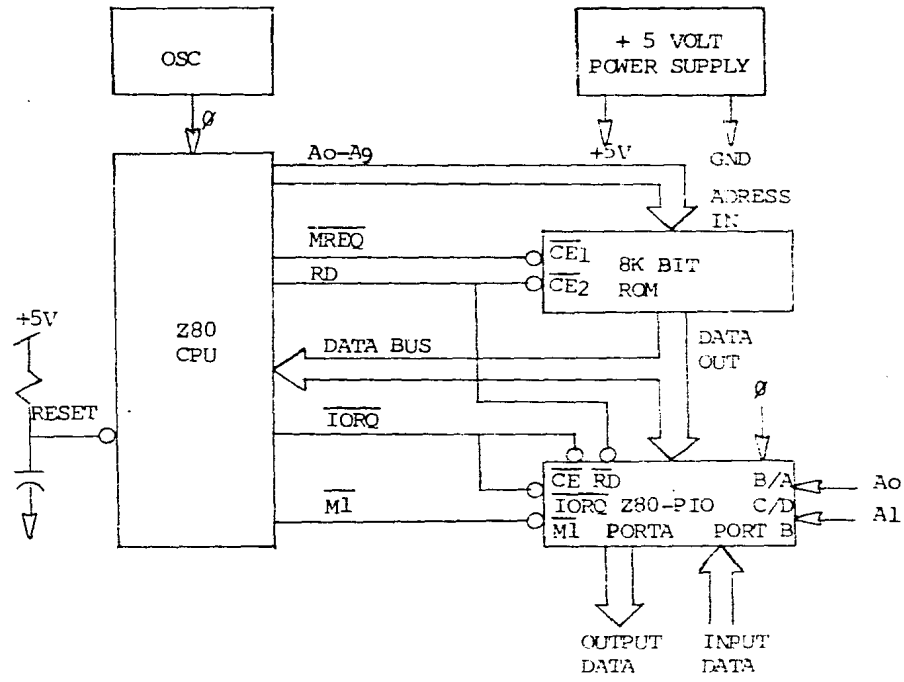 OSC
+ 5 VOLT
POWER SUPPLY
Ø
+5V
GND
Ao-A9
ADRESS
IN
MREQ
CE1
8K BIT
RD
CE2
ROM
+5V
Z80
CPU
DATA BUS
DATA
OUT
RESET
IORQ
Ø
CE RD
B/A
Ao
IORQ Z80-PIO
C/D
A1
M1
M1
PORTA
PORT B
OUTPUT
DATA
INPUT
DATA